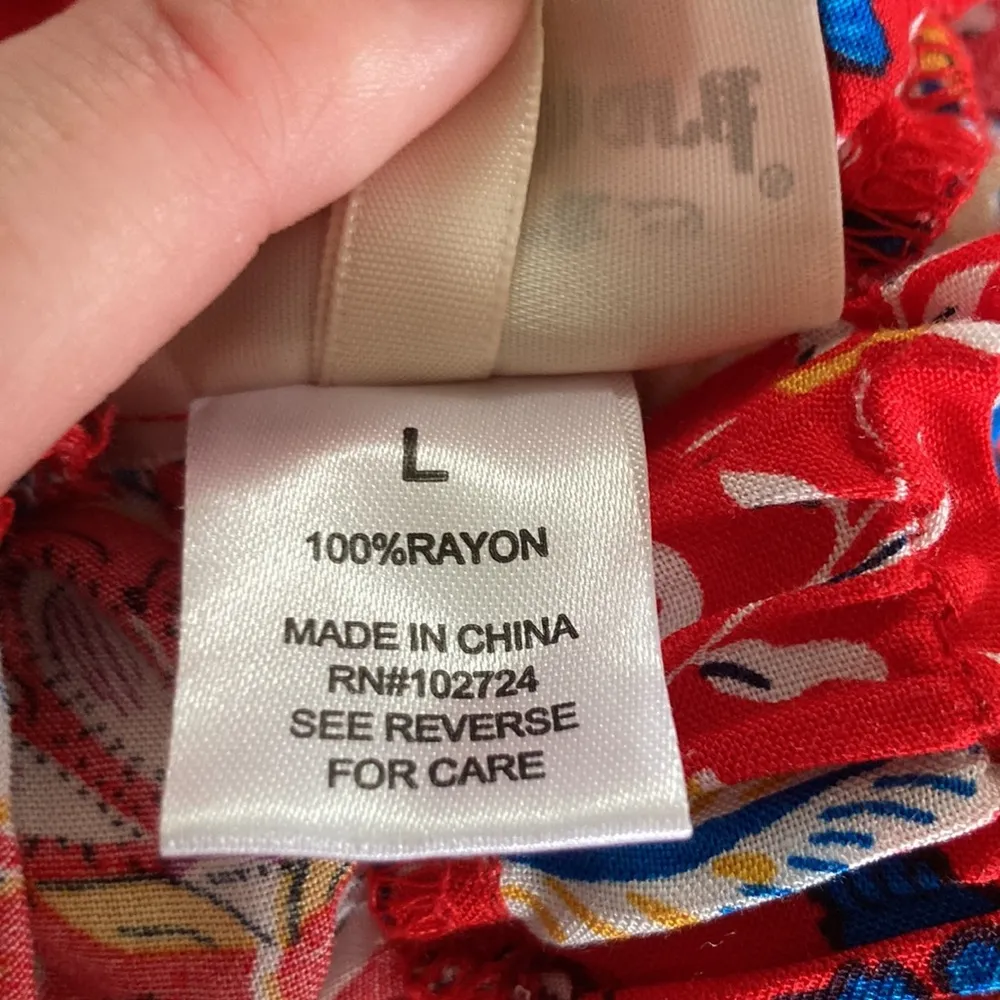 L
100%RAYON
MADE IN CHINA
RN#102724
SEE REVERSE
FOR CARE